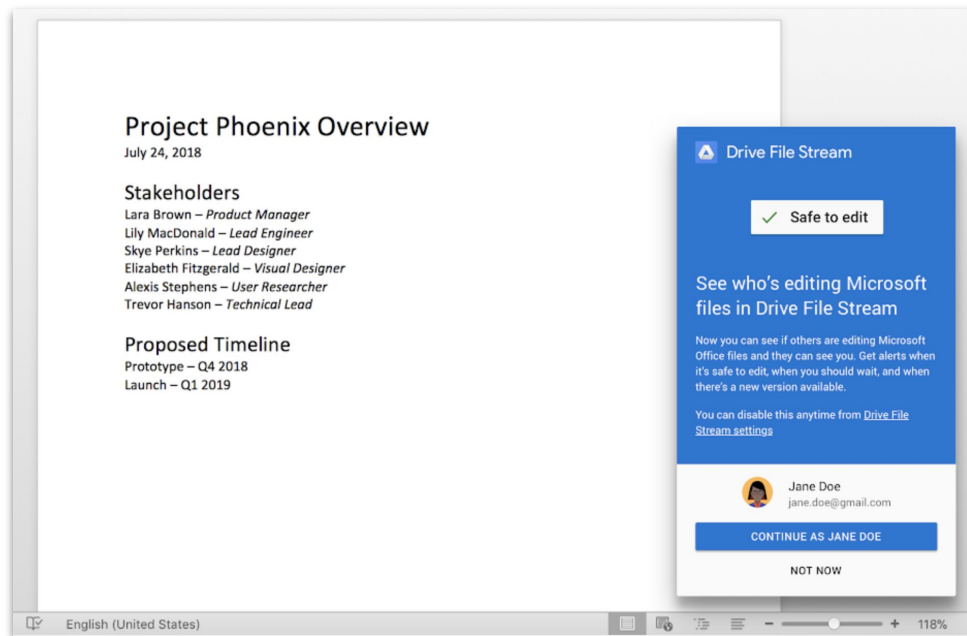 Project Phoenix Overview
July 24, 2018
Stakeholders
Lara Brown – Product Manager
Lily MacDonald – Lead Engineer
Skye Perkins – Lead Designer
Elizabeth Fitzgerald – Visual Designer
Alexis Stephens – User Researcher
Trevor Hanson – Technical Lead
Proposed Timeline
Prototype – Q4 2018
Launch – Q1 2019
Drive File Stream
Safe to edit
See who's editing Microsoft
files in Drive File Stream
Now you can see if others are editing Microsoft
Office files and they can see you. Get alerts when
it's safe to edit, when you should wait, and when
there's a new version available.
You can disable this anytime from Drive File
Stream settings
Jane Doe
jane.doe@gmail.com
CONTINUE AS JANE DOE
NOT NOW
English (United States)
118%